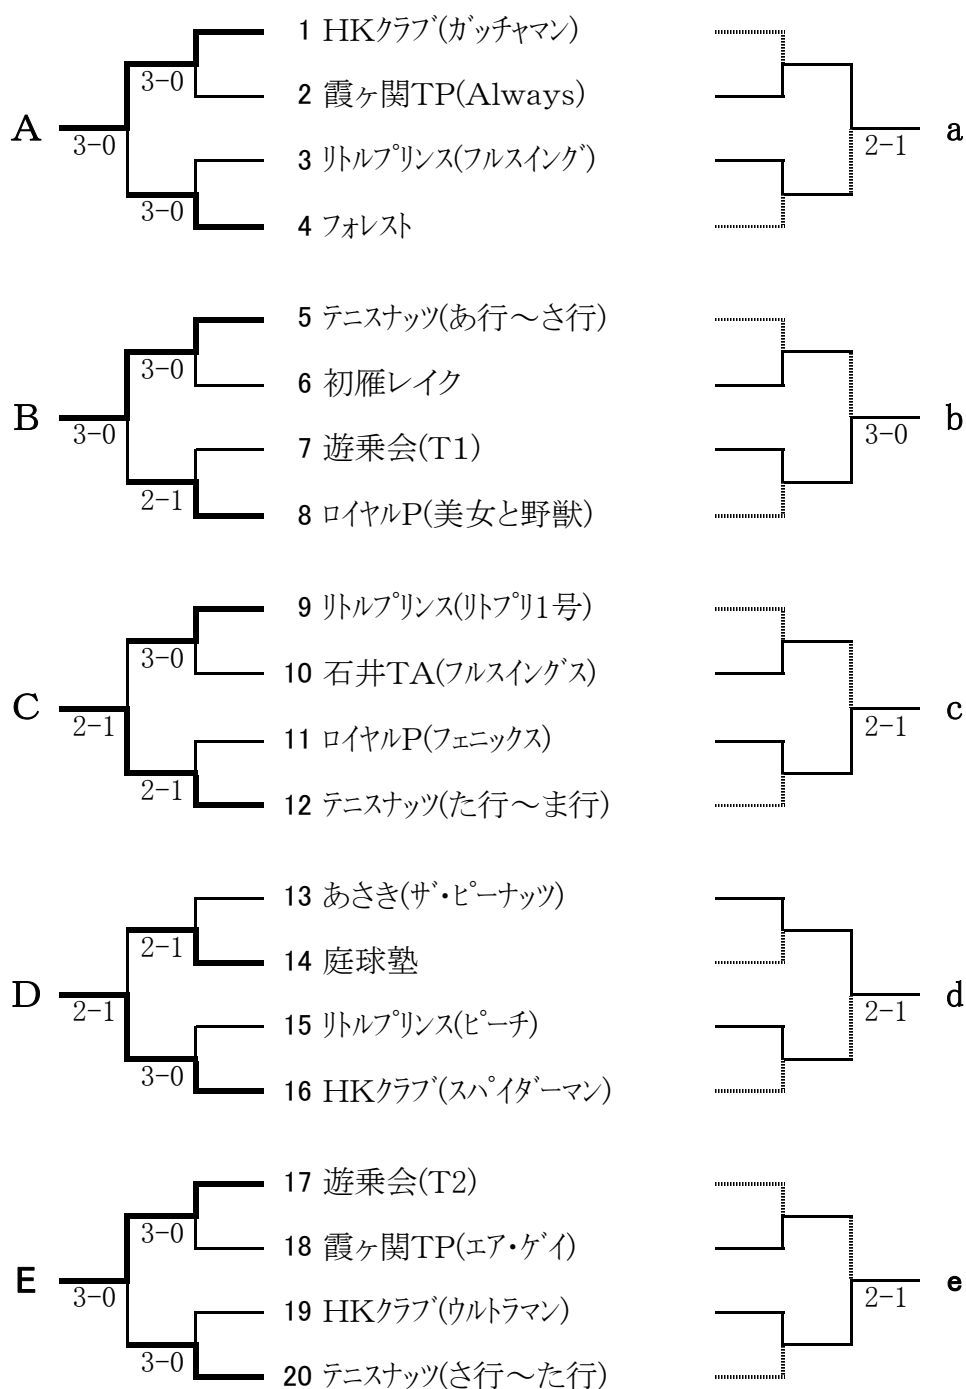 1 HKクラブ(ガッチャマン)
3-0
2 霞ヶ関TP(Always)
A
3-0
2-1
a
3 リトルプリンス(フルスイング)
3-0
4 フォレスト
5 テニスナッツ(あ行～さ行)
3-0
6 初雁レイク
B
3-0
3-0
b
7 遊乗会(T1)
2-1
8 ロイヤルP(美女と野獣)
9 リトルプリンス(リトプリ1号)
3-0
10 石井TA(フルスイングス)
C
2-1
2-1
c
11 ロイヤルP(フェニックス)
2-1
12 テニスナッツ(た行～ま行)
13 あさき(ザ・ピーナッツ)
2-1
14 庭球塾
D
2-1
2-1
d
15 リトルプリンス(ピーチ)
3-0
16 HKクラブ(スパイダーマン)
17 遊乗会(T2)
3-0
18 霞ヶ関TP(エア・ゲイ)
E
3-0
2-1
e
19 HKクラブ(ウルトラマン)
3-0
20 テニスナッツ(さ行～た行)